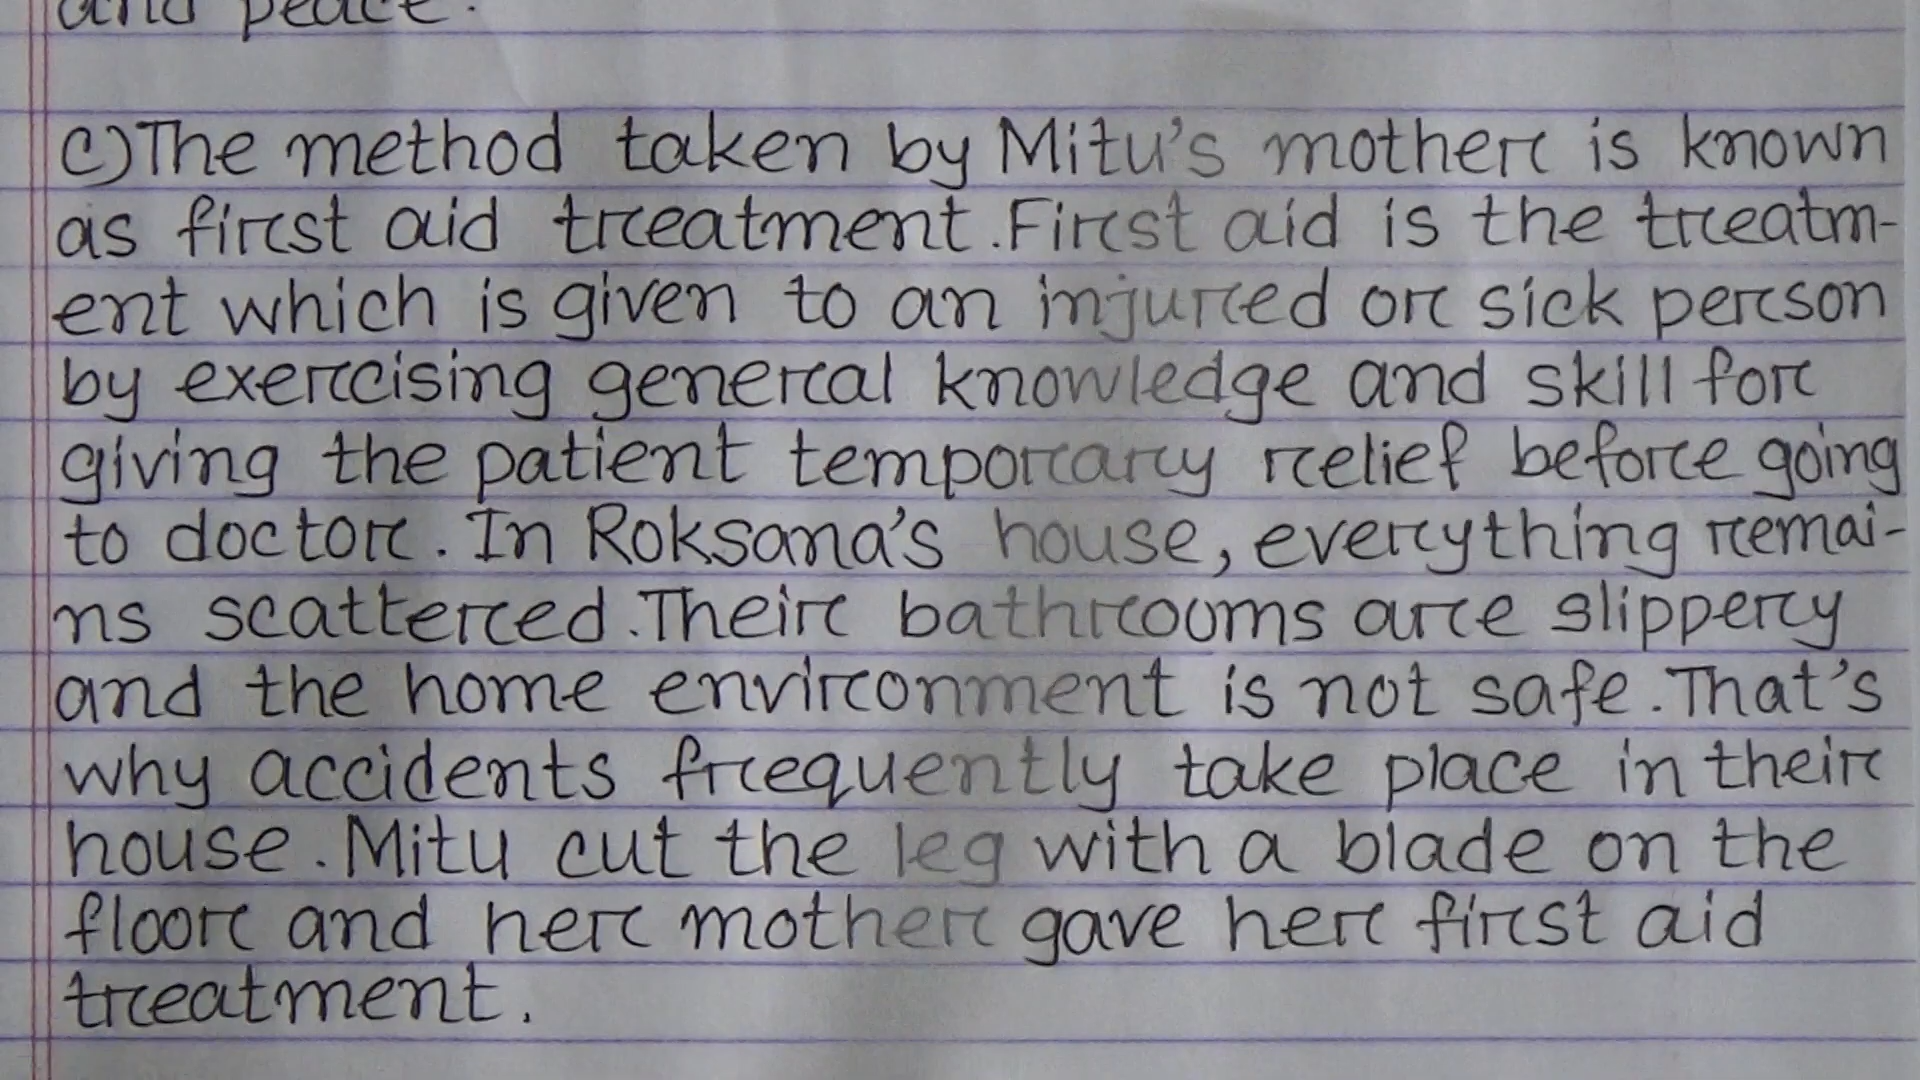 and peace.
C) The method taken by Mitu's mother is known
as first aid treatment. First aid is the treatm-
ent which is given to an injured or sick person
by exercising general knowledge and skill for
giving the patient temporary relief before going
to doctor. In Roksana's house, everything remai-
ns scattered. Their bathrooms are slippery
and the home environment is not safe. That's
why accidents frequently take place in their
house. Mitu cut the leg with a blade on the
floor and her mother gave her first aid
treatment.